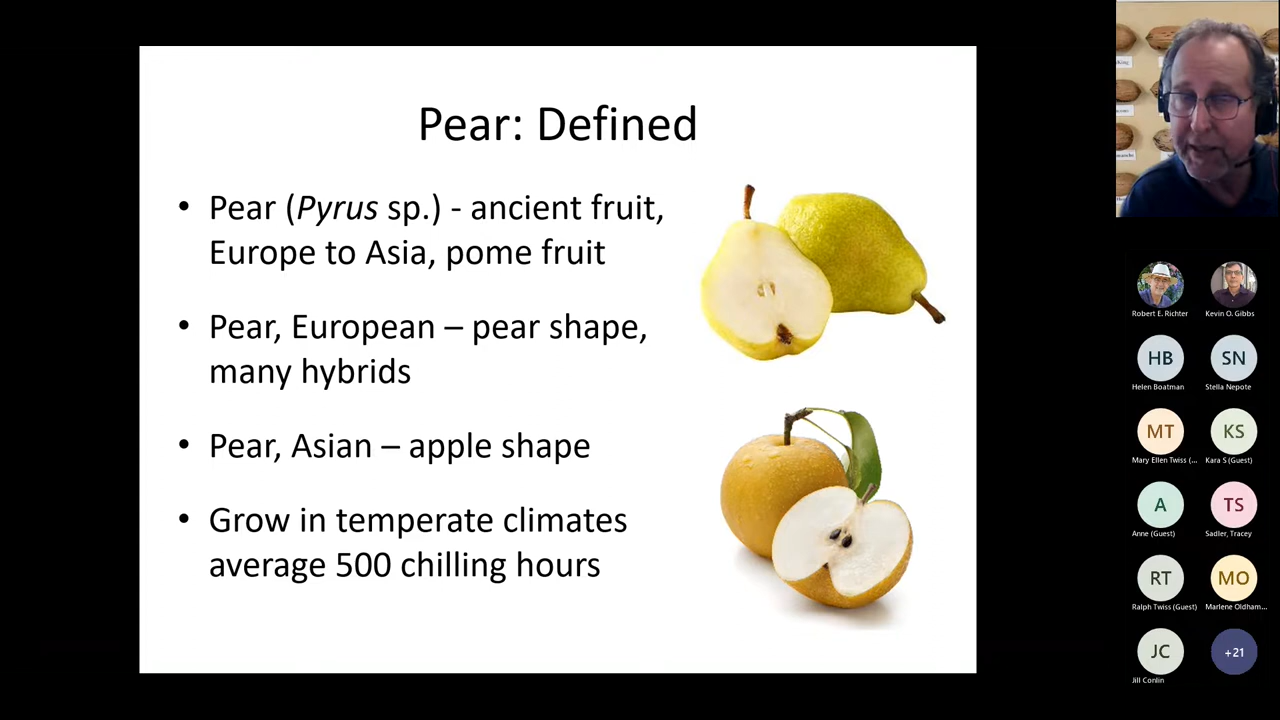 Pear: Defined
• Pear (Pyrus sp.) - ancient fruit,
Europe to Asia, pome fruit
• Pear, European – pear shape,
many hybrids
• Pear, Asian – apple shape
• Grow in temperate climates
average 500 chilling hours
Robert E. Richter
Kevin O. Gibbs
HB
SN
Helen Boatman
Stella Nepote
MT
KS
Mary Ellen Twiss (...
Kara S (Guest)
A
TS
Anne (Guest)
Sadler, Tracey
RT
MO
Ralph Twiss (Guest)
Marlene Oldham...
JC
+21
Jill Conlin